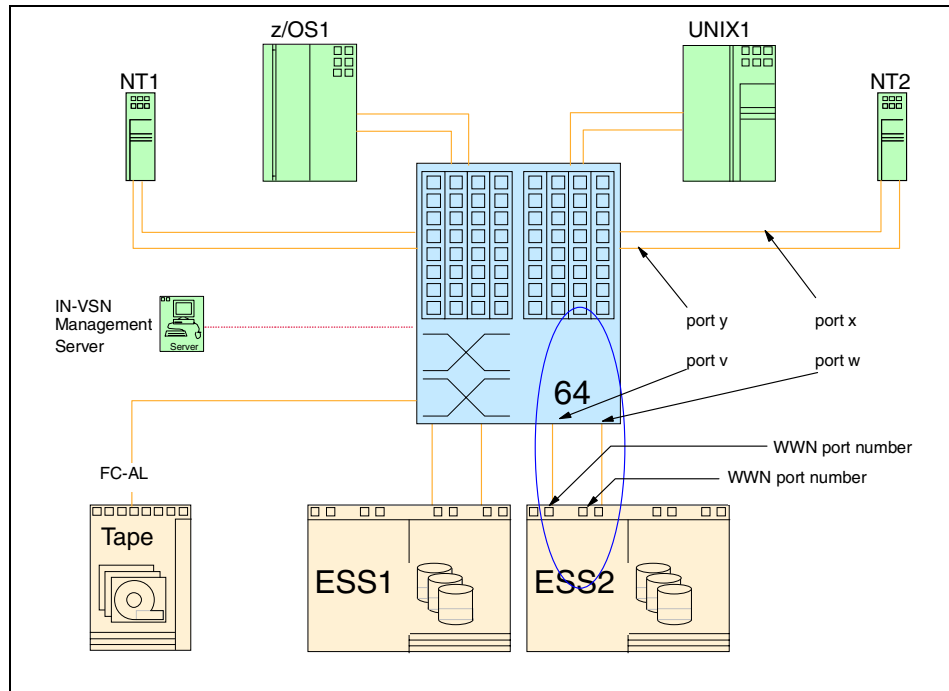 z/OS1
UNIX1
NT1
NT2
IN-VSN
Management
Server
Server
port y
port x
port v
port w
64
WWN port number
WWN port number
FC-AL
Tape
ESS1
ESS2